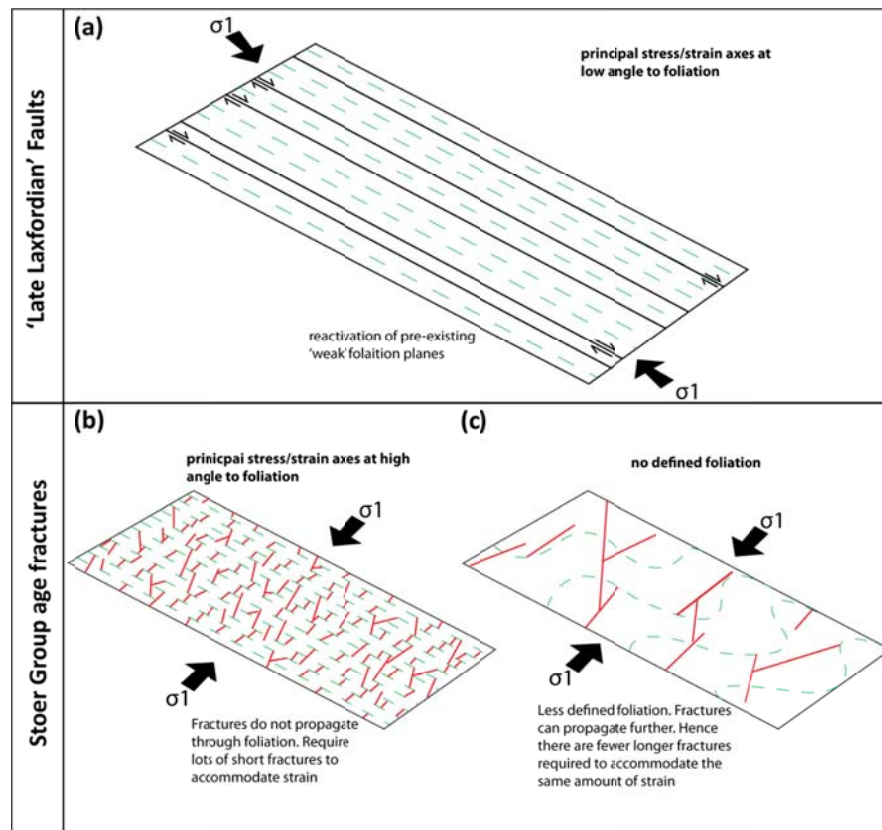 'Late Laxfordian' Faults
(a)
σ1
principal stress/strain axes at
low angle to foliation
reactivation of pre-existing
'weak' folaition planes
σ1
Stoer Group age fractures
(b)
prinicpai stress/strain axes at high
angle to foliation
σ1
σ1
Fractures do not propagate
through foliation. Require
lots of short fractures to
accommodate strain
(c)
no defined foliation
σ1
σ1
Less defined foliation. Fractures
can propagate further. Hence
there are fewer longer fractures
required to accommodate the
same amount of strain